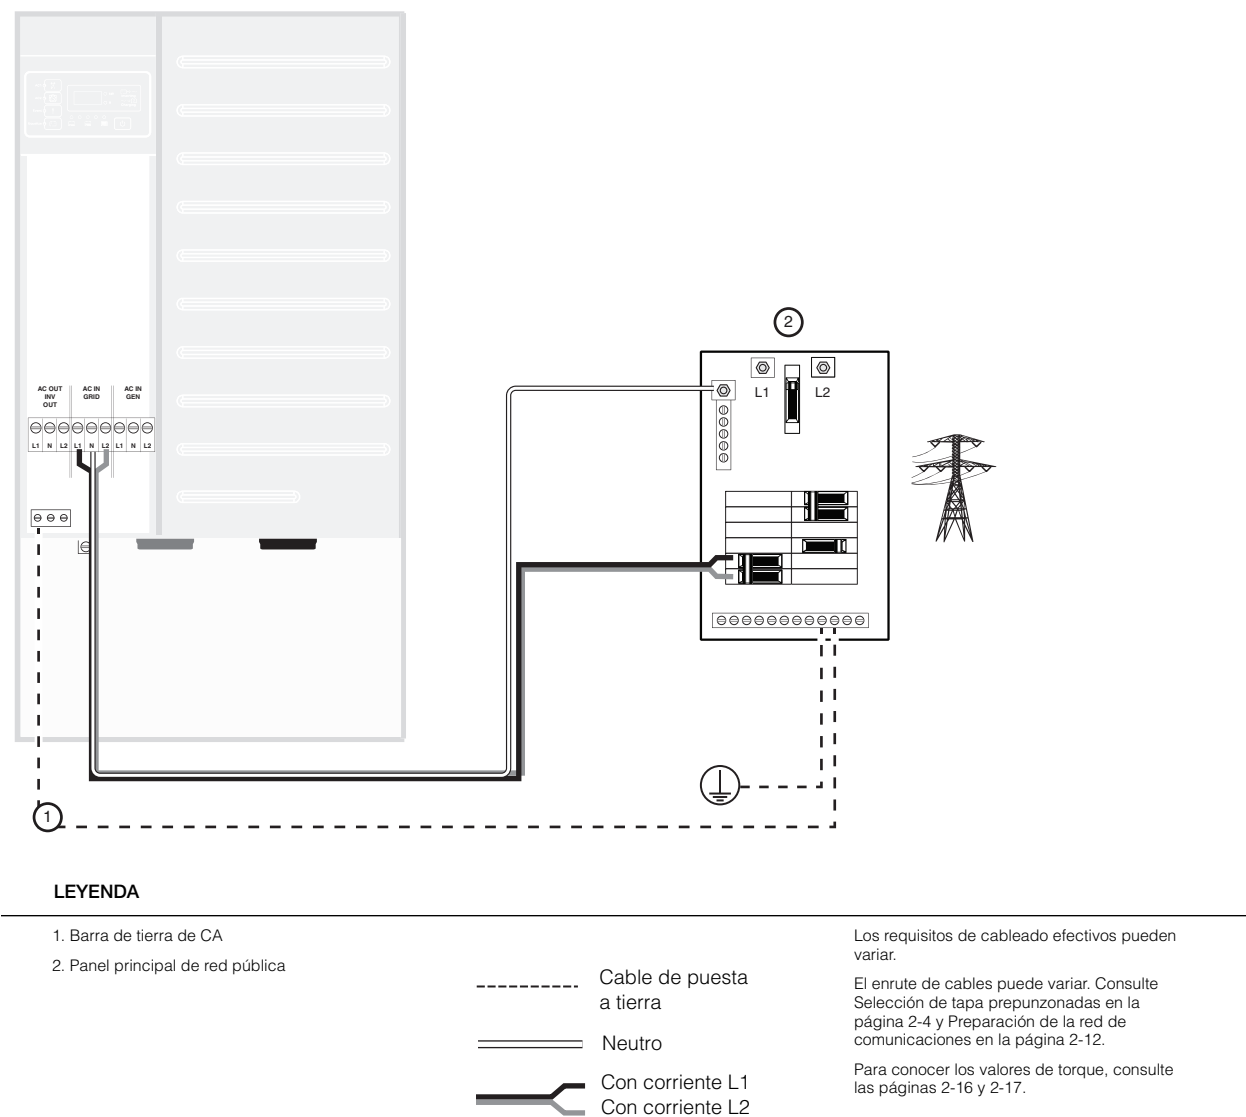 2
AC OUT
INV
OUT
AC IN
GRID
AC IN
GEN
L1 N L2 L1 N L2 L1 N L2
L1
L2
1
LEYENDA
1. Barra de tierra de CA
2. Panel principal de red pública
Cable de puesta
a tierra
Neutro
Con corriente L1
Con corriente L2
Los requisitos de cableado efectivos pueden
variar.
El enrute de cables puede variar. Consulte
Selección de tapa prepunzonadas en la
página 2-4 y Preparación de la red de
comunicaciones en la página 2-12.
Para conocer los valores de torque, consulte
las páginas 2-16 y 2-17.